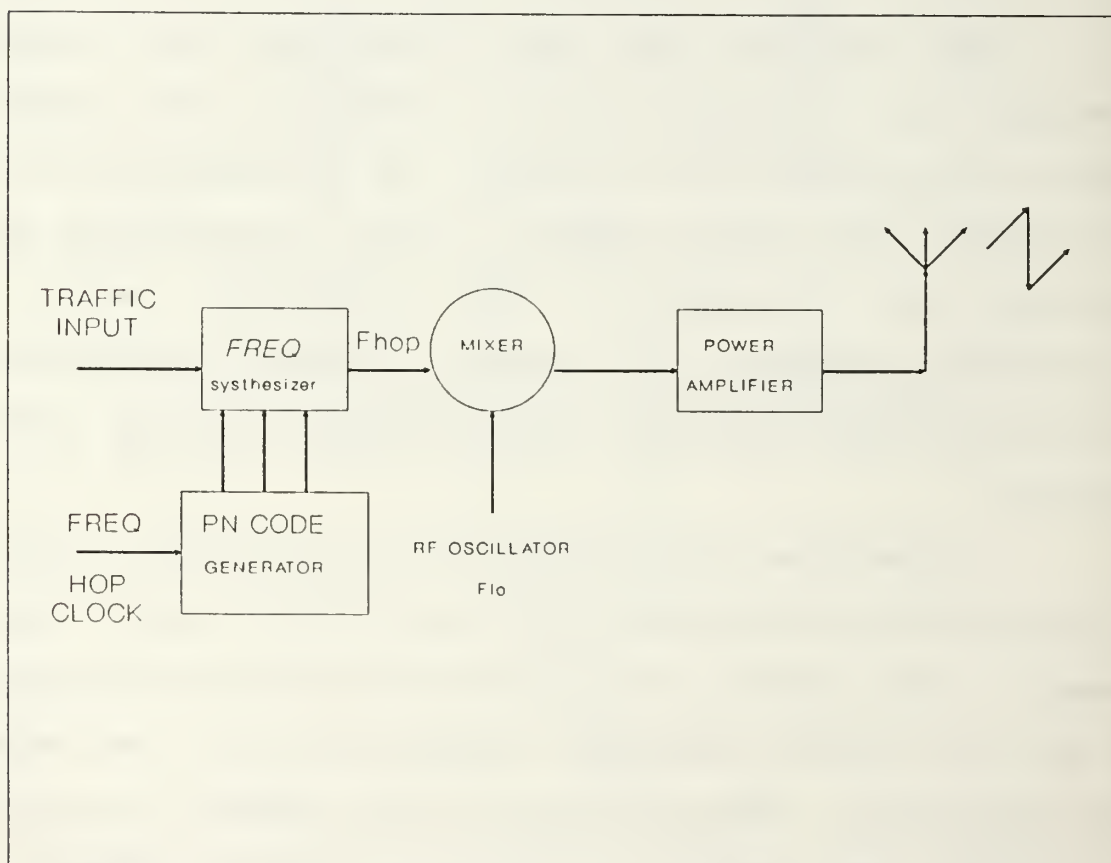 TRAFFIC
INPUT
FREQ
systhesizer
Fhop
MIXER
POWER
AMPLIFIER
FREQ
HOP
CLOCK
PN CODE
GENERATOR
RF OSCILLATOR
Flo